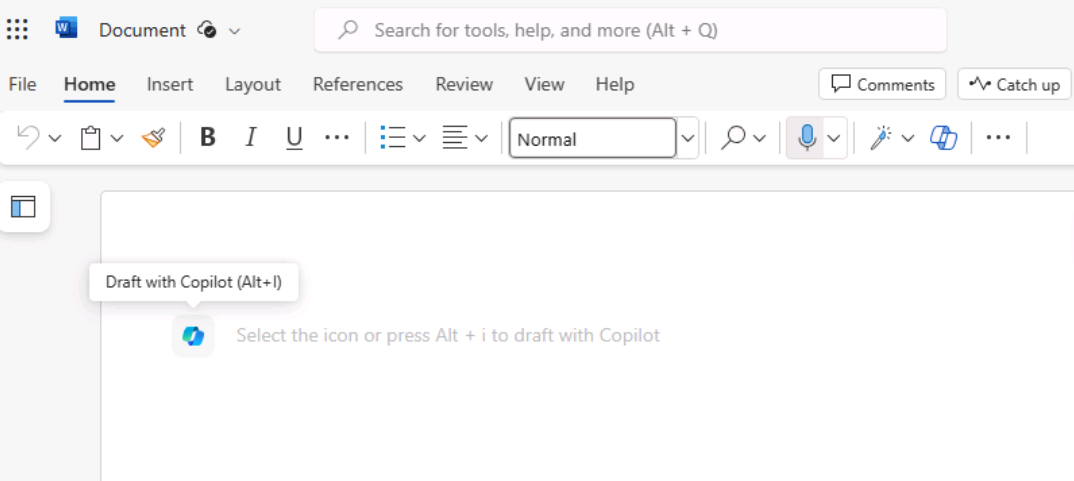 W Document
Search for tools, help, and more (Alt + Q)
File Home Insert Layout References Review View Help Comments Catch up
B I U Normal
Draft with Copilot (Alt+I)
Select the icon or press Alt + i to draft with Copilot